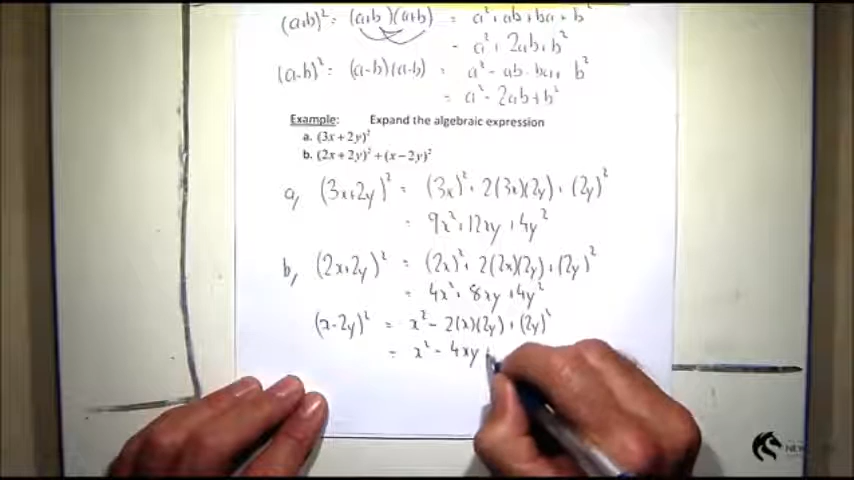 (a+b)² = (a+b)(a+b) = a² + ab + ba + b²
= a² + 2ab + b²
(a-b)² = (a-b)(a-b) = a² - ab - ba + b²
= a² - 2ab + b²
Example: Expand the algebraic expression
a. (3x+2y)²
b. (2x+2y)²+(x-2y)²
a, (3x+2y)² = (3x)² + 2(3x)(2y) + (2y)²
= 9x² + 12xy + 4y²
b, (2x+2y)² = (2x)² + 2(2x)(2y) + (2y)²
= 4x² + 8xy + 4y²
(x-2y)² = x² - 2(x)(2y) + (2y)²
= x² - 4xy